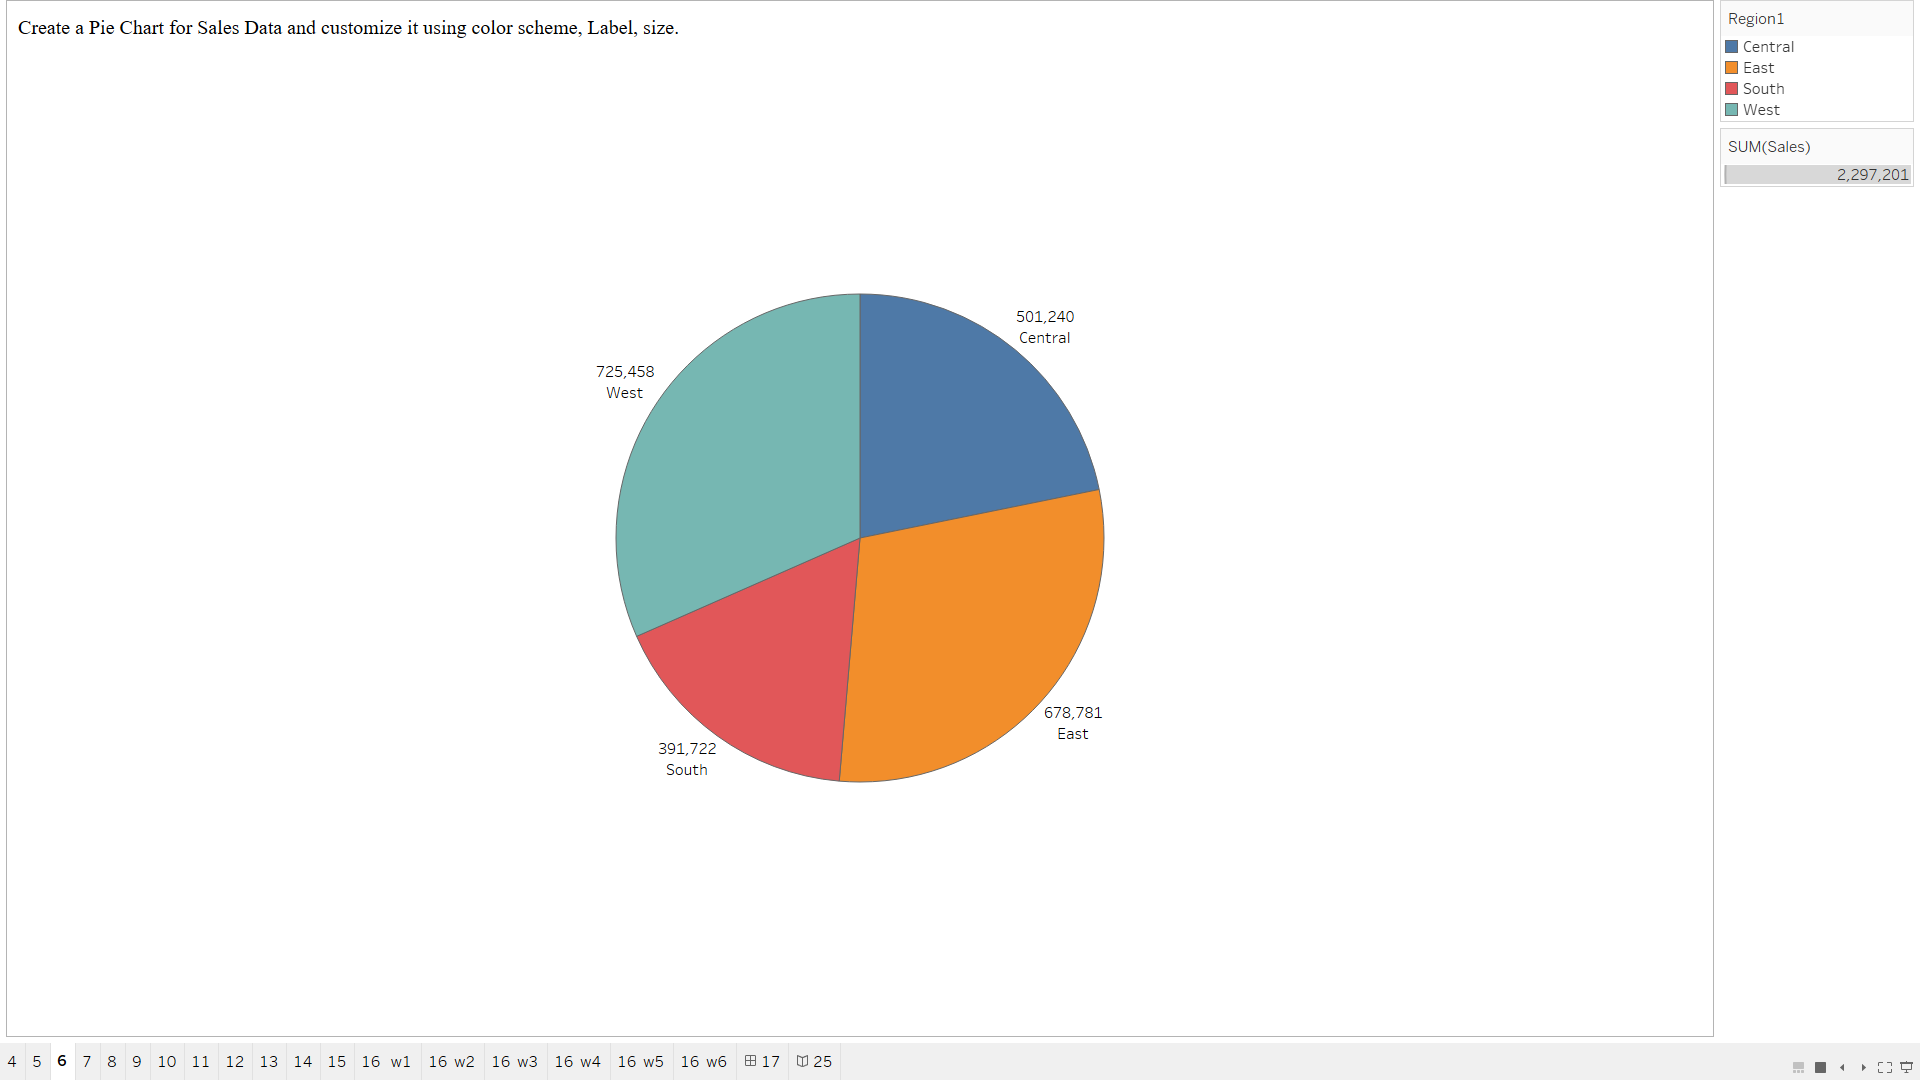 Create a Pie Chart for Sales Data and customize it using color scheme, Label, size.
Region1
Central
East
South
West
SUM(Sales)
2,297,201
501,240
Central
725,458
West
678,781
East
391,722
South
4 5 6 7 8 9 10 11 12 13 14 15 16 w1 16 w2 16 w3 16 w4 16 w5 16 w6 17 25